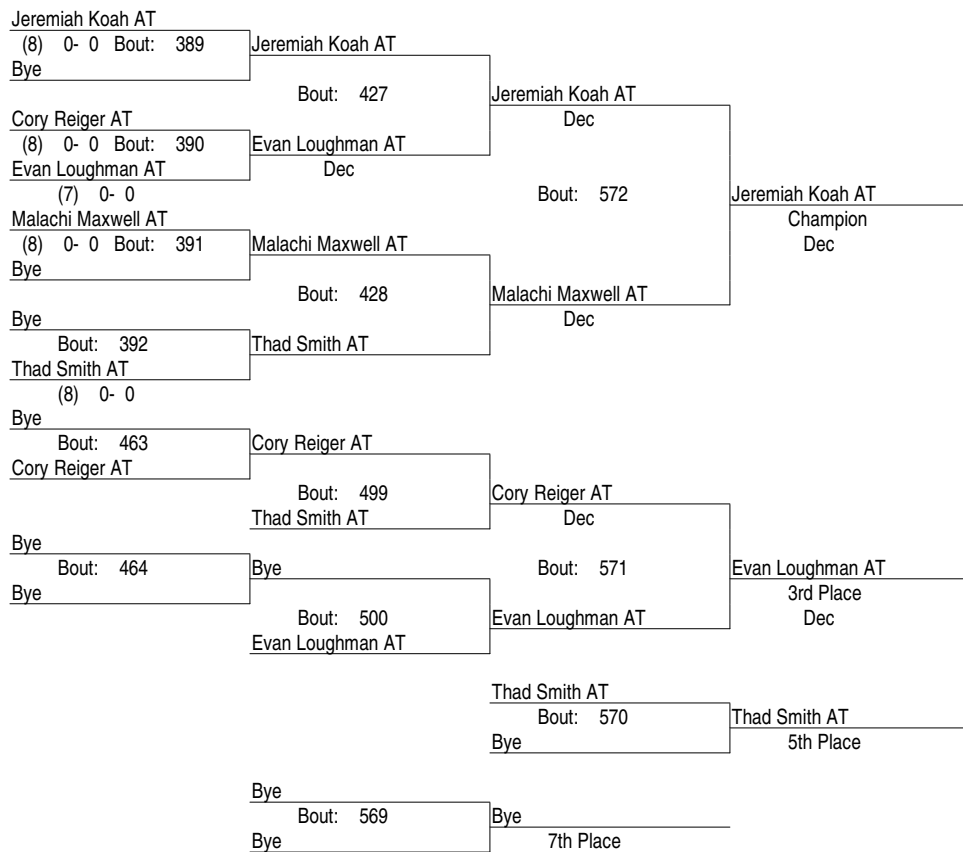 Jeremiah Koah AT
(8) 0- 0 Bout: 389
Jeremiah Koah AT
Bye
Bout: 427
Jeremiah Koah AT
Cory Reiger AT
Dec
(8) 0- 0 Bout: 390
Evan Loughman AT
Evan Loughman AT
Dec
(7) 0- 0
Bout: 572
Jeremiah Koah AT
Malachi Maxwell AT
Champion
(8) 0- 0 Bout: 391
Malachi Maxwell AT
Dec
Bye
Bout: 428
Malachi Maxwell AT
Bye
Dec
Bout: 392
Thad Smith AT
Thad Smith AT
(8) 0- 0
Bye
Bout: 463
Cory Reiger AT
Cory Reiger AT
Bout: 499
Cory Reiger AT
Thad Smith AT
Dec
Bye
Bout: 464
Bye
Bout: 571
Evan Loughman AT
Bye
3rd Place
Bout: 500
Evan Loughman AT
Dec
Evan Loughman AT
Thad Smith AT
Bout: 570
Thad Smith AT
Bye
5th Place
Bye
Bout: 569
Bye
Bye
7th Place